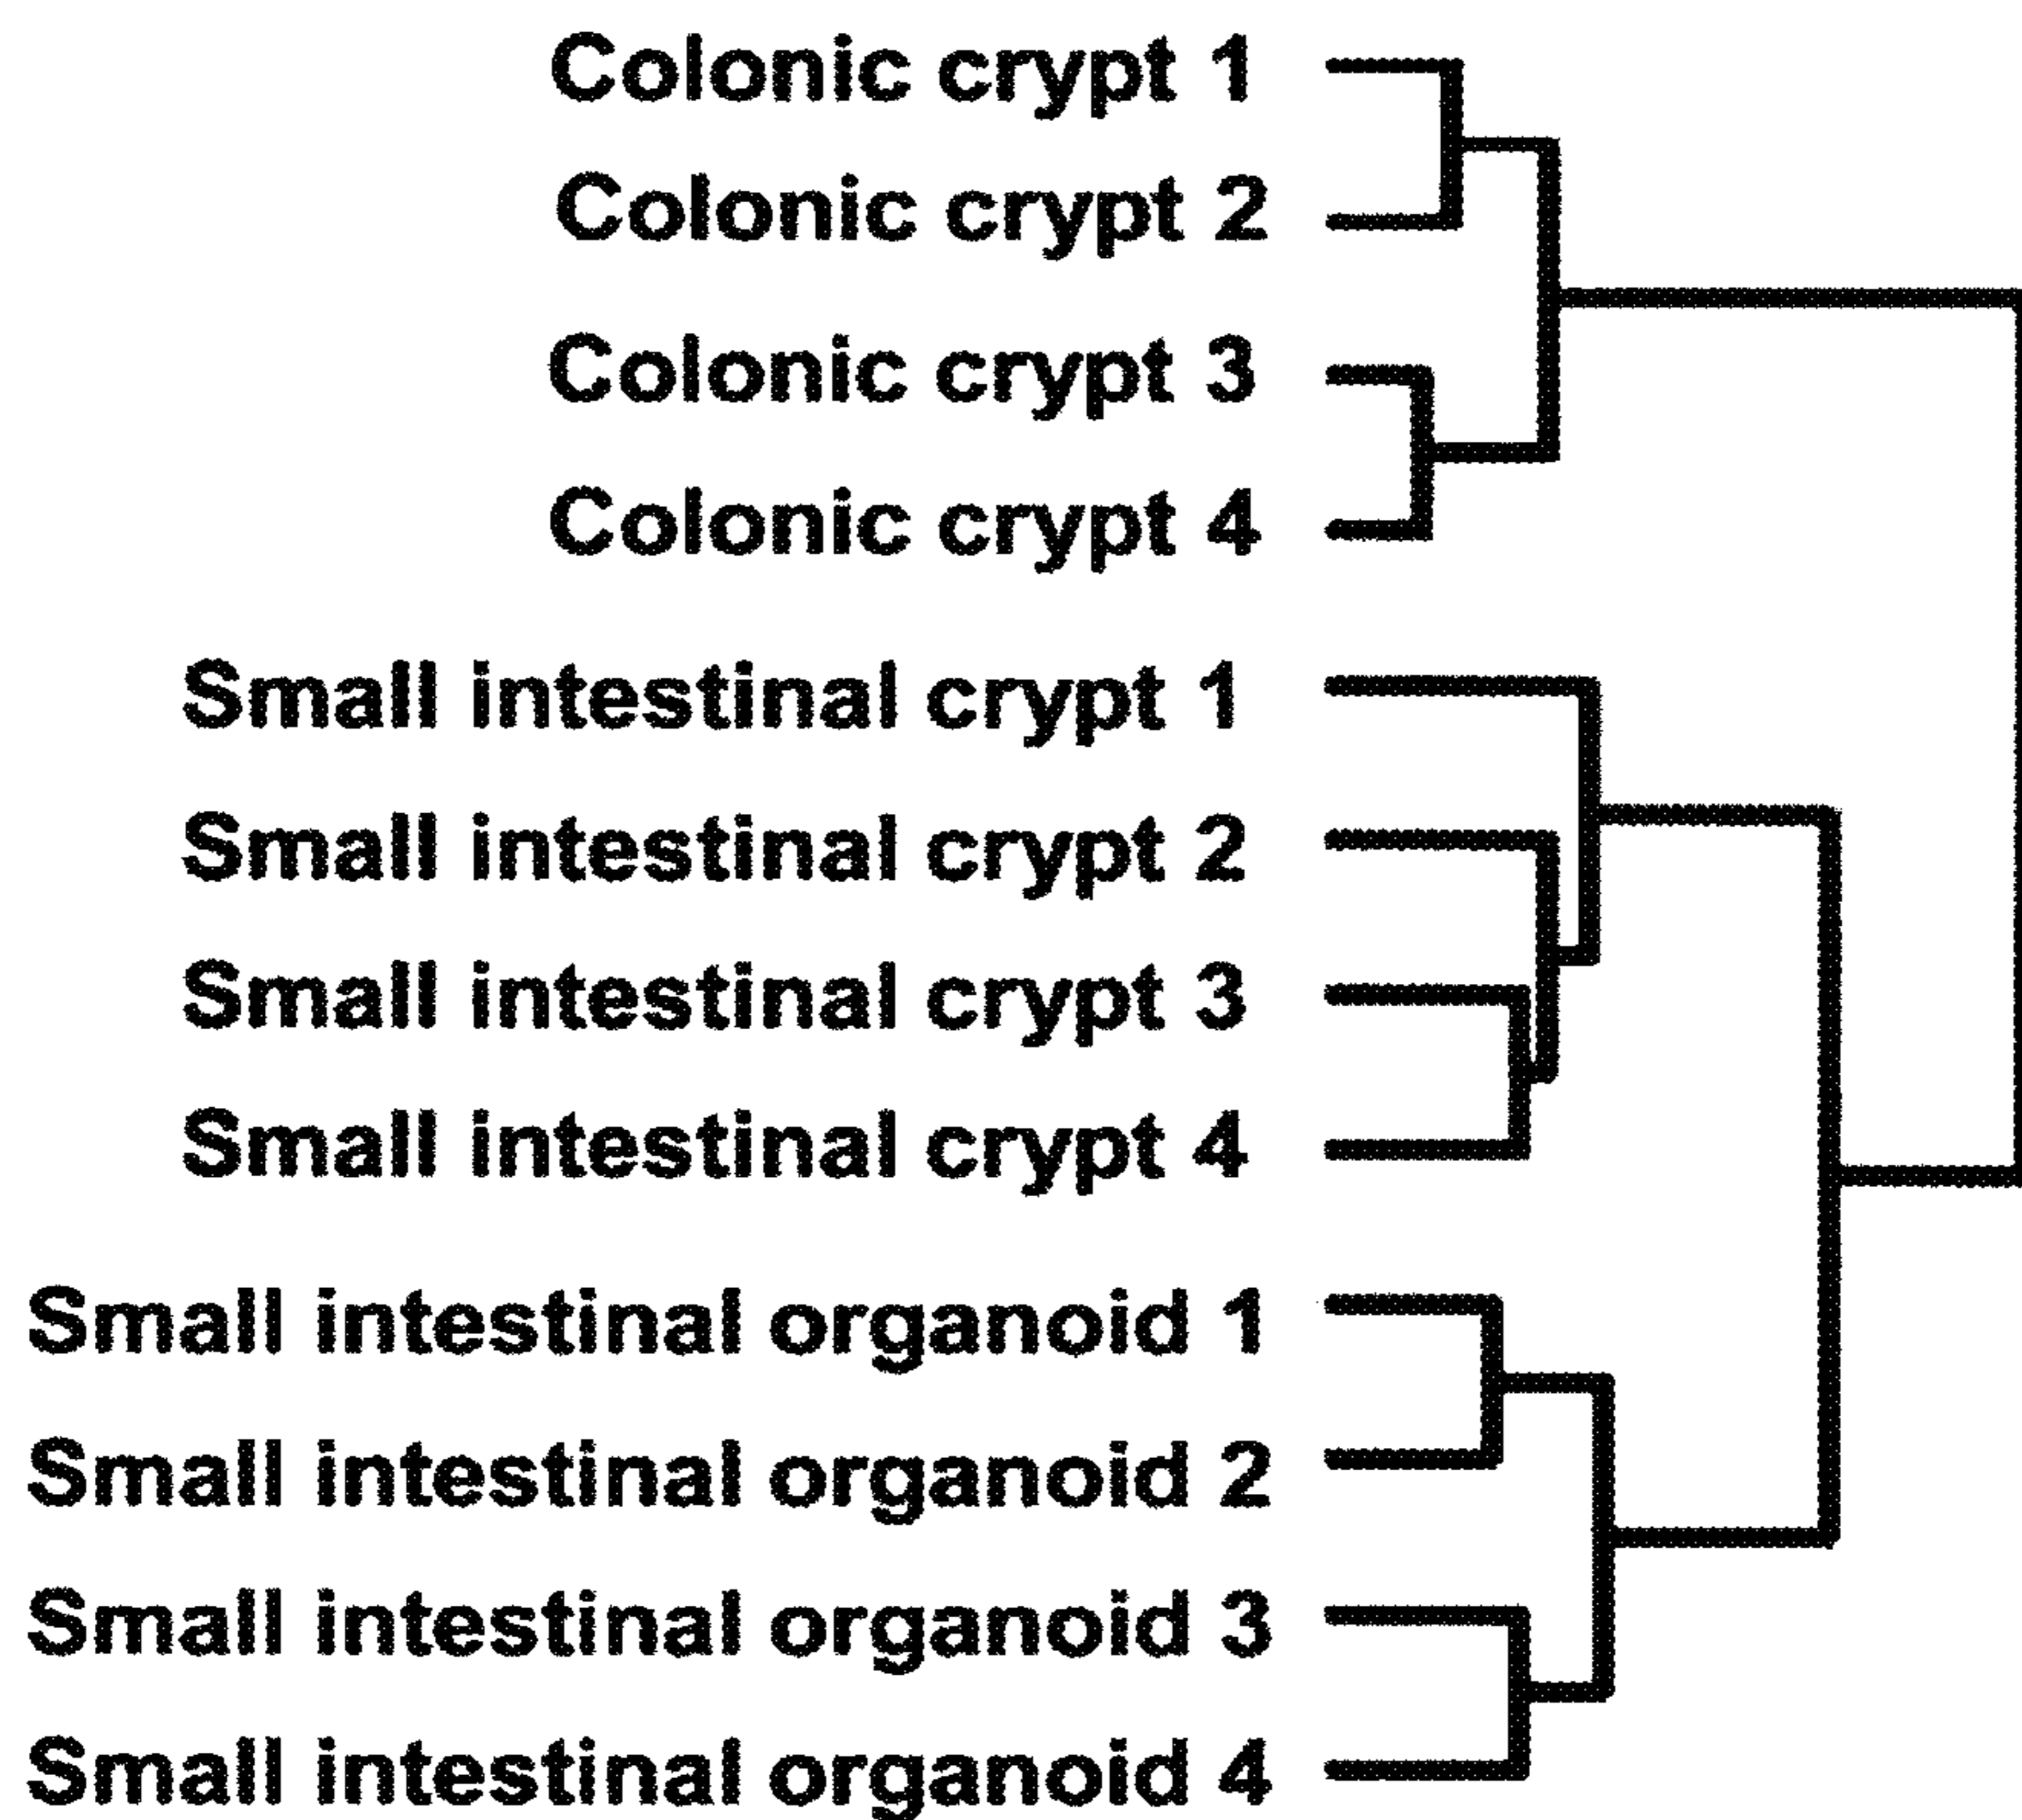 Colonic crypt 1
Colonic crypt 2
Colonic crypt 3
Colonic crypt 4
Small intestinal crypt 1
Small intestinal crypt 2
Small intestinal crypt 3
Small intestinal crypt 4
Small intestinal organoid 1
Small intestinal organoid 2
Small intestinal organoid 3
Small intestinal organoid 4